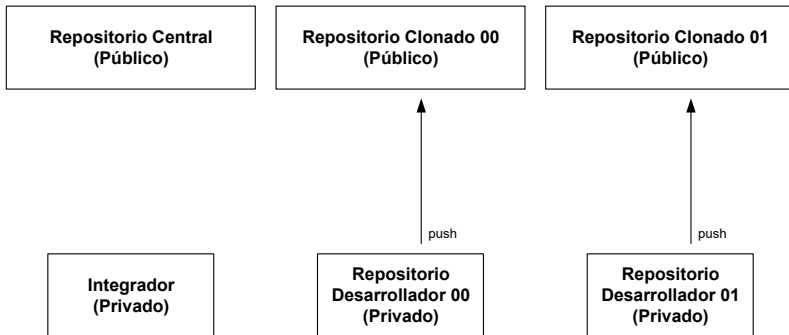 Repositorio Central
(Público)
Repositorio Clonado 00
(Público)
Repositorio Clonado 01
(Público)
push
push
Integrador
(Privado)
Repositorio
Desarrollador 00
(Privado)
Repositorio
Desarrollador 01
(Privado)